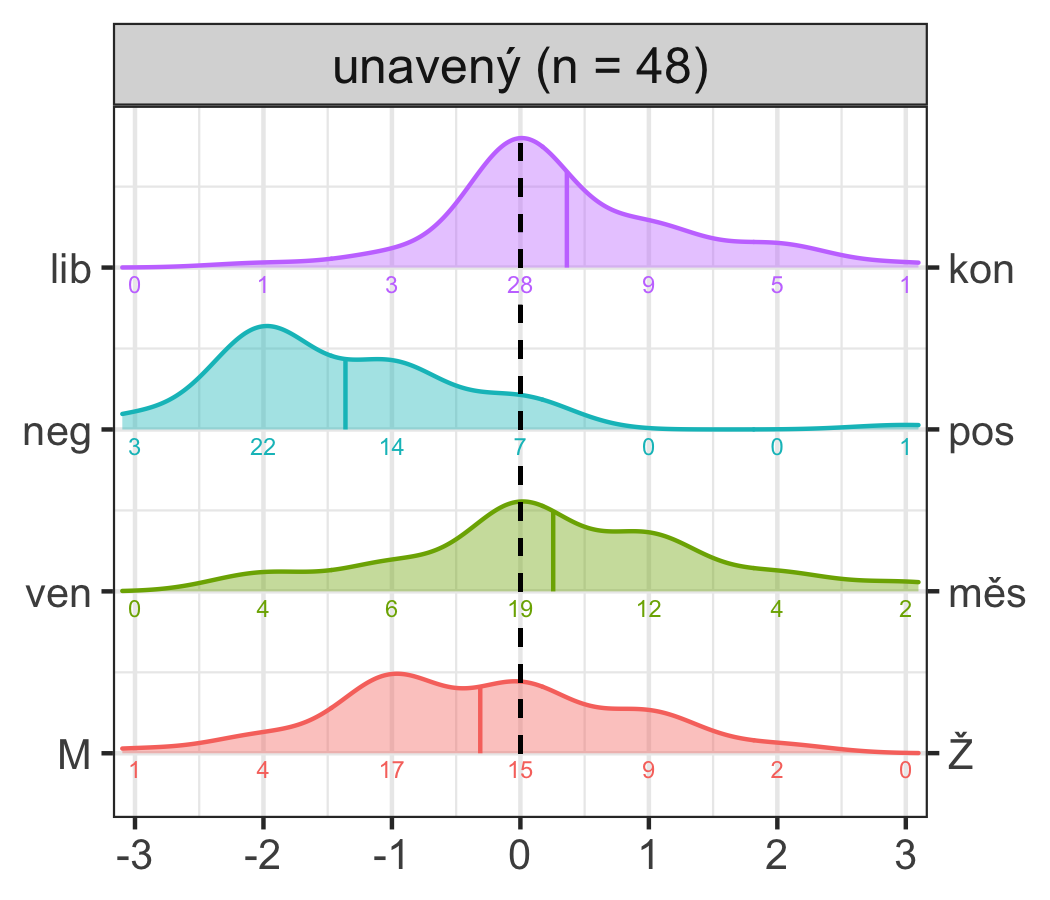 unavený (n = 48)
lib kon
0 1 3 28 9 5 1
neg pos
3 22 14 7 0 0 1
ven měs
0 4 6 19 12 4 2
M Ž
1 4 17 15 9 2 0
-3 -2 -1 0 1 2 3